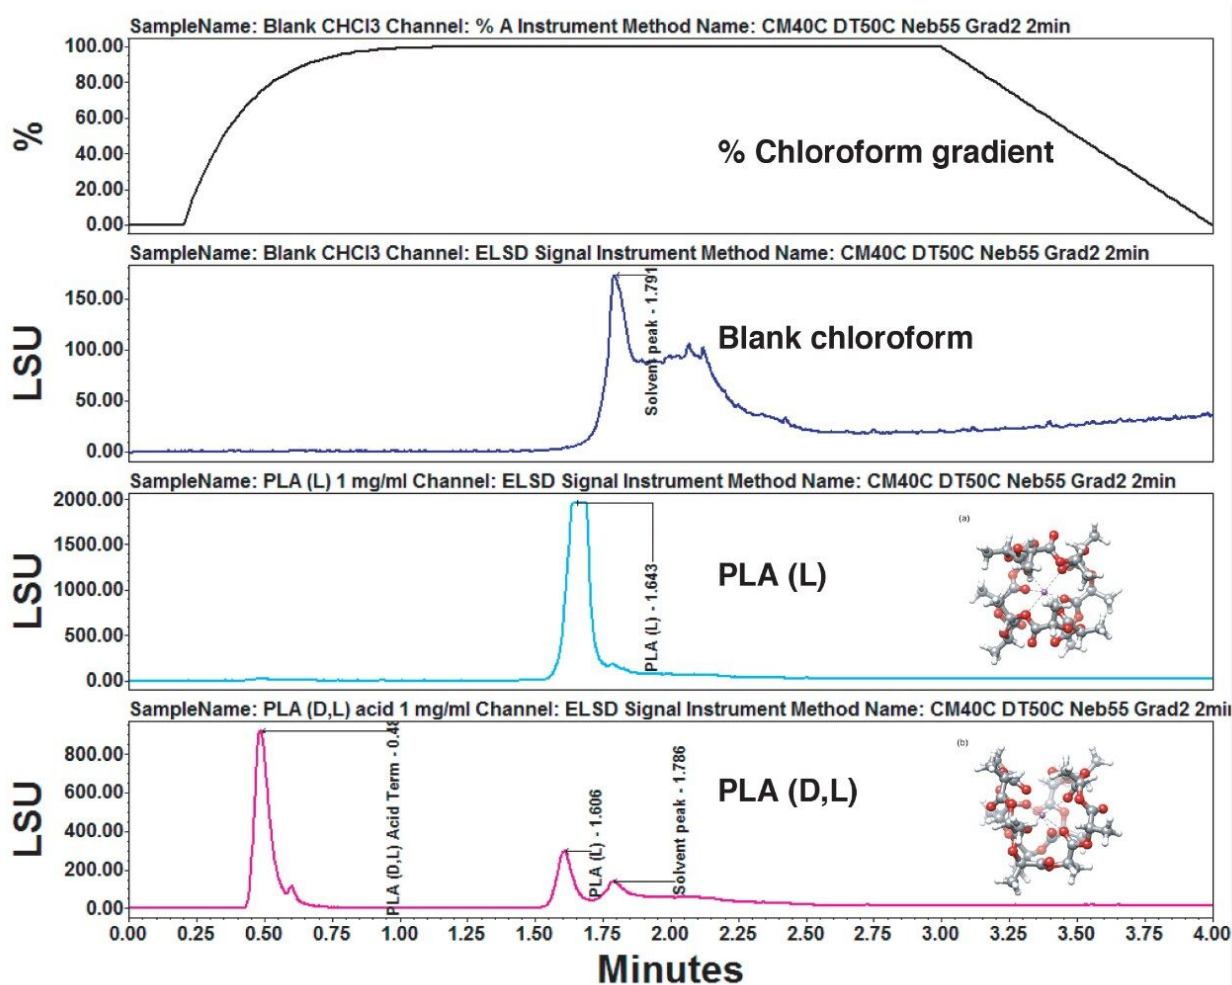 SampleName: Blank CHCl3 Channel: % A Instrument Method Name: CM40C DT50C Neb55 Grad2 2min
100.00
80.00
60.00
40.00
20.00
0.00
%
% Chloroform gradient
SampleName: Blank CHCl3 Channel: ELSD Signal Instrument Method Name: CM40C DT50C Neb55 Grad2 2min
150.00
100.00
50.00
0.00
LSU
Solvent peak - 1.791
Blank chloroform
SampleName: PLA (L) 1 mg/ml Channel: ELSD Signal Instrument Method Name: CM40C DT50C Neb55 Grad2 2min
2000.00
1500.00
1000.00
500.00
0.00
LSU
PLA (L) - 1.643
PLA (L)
(a)
SampleName: PLA (D,L) acid 1 mg/ml Channel: ELSD Signal Instrument Method Name: CM40C DT50C Neb55 Grad2 2min
800.00
600.00
400.00
200.00
0.00
LSU
PLA (D,L) Acid Term - 0.48
PLA (L) - 1.606
Solvent peak - 1.786
PLA (D,L)
(b)
0.00 0.25 0.50 0.75 1.00 1.25 1.50 1.75 2.00 2.25 2.50 2.75 3.00 3.25 3.50 3.75 4.00
Minutes